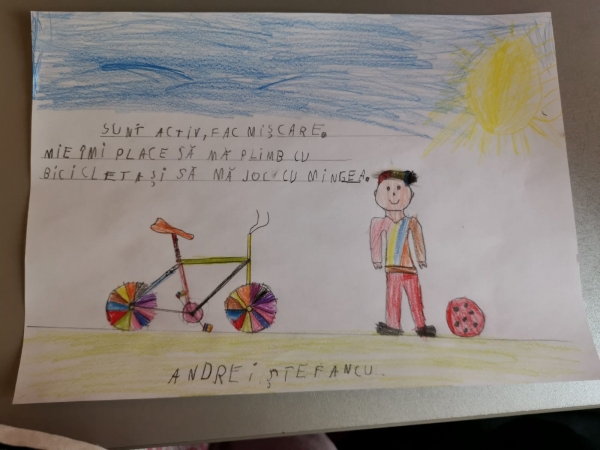 SUNT ACTIV, FAC MIŞCARE.
MIE ÎMI PLACE SĂ MĂ PLIMB CU
BICICLETA ŞI SĂ MĂ JOC CU MINGEA.
ANDREI ŞTEFANCU.